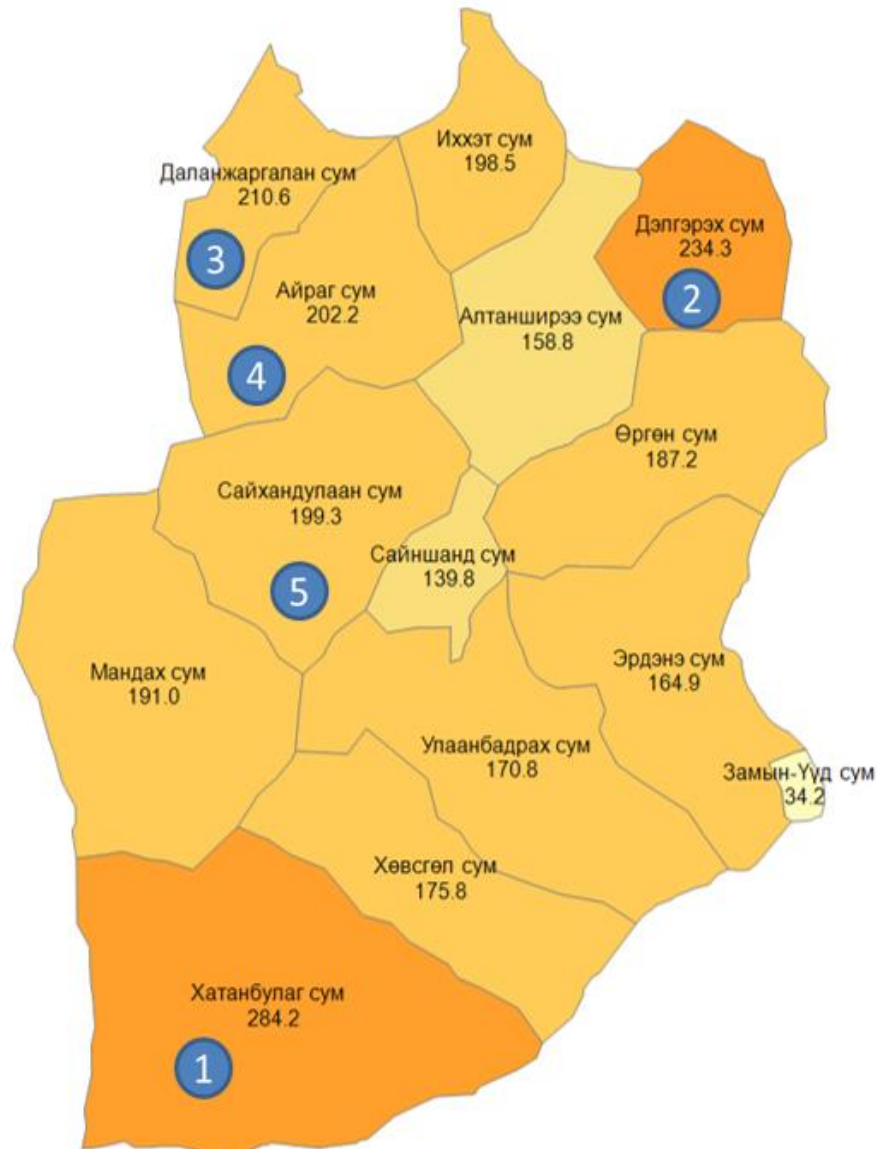 Иххэт сум
198.5
Даланжаргалан сум
210.6
3
Дэлгэрэх сум
234.3
2
Айраг сум
202.2
4
Алтанширээ сум
158.8
Өргөн сум
187.2
Сайхандулаан сум
199.3
5
Сайншанд сум
139.8
Мандах сум
191.0
Эрдэнэ сум
164.9
Улаанбадрах сум
170.8
Замын-Үүд сум
34.2
Хөвсгөл сум
175.8
Хатанбулаг сум
284.2
1